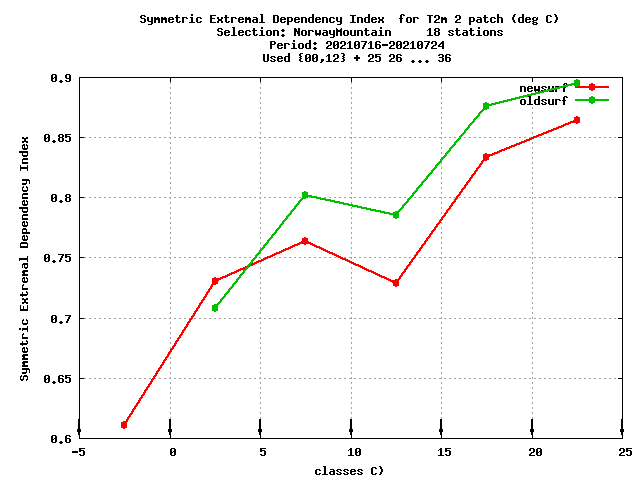 Symmetric Extremal Dependency Index  for T2m 2 patch (deg C)
Selection: NorwayMountain     18 stations
Period: 20210716-20210724
Used {00,12} + 25 26 ... 36
newsurf
oldsurf
Symmetric Extremal Dependency Index
0.9
0.85
0.8
0.75
0.7
0.65
0.6
-5 0 5 10 15 20 25
classes C)